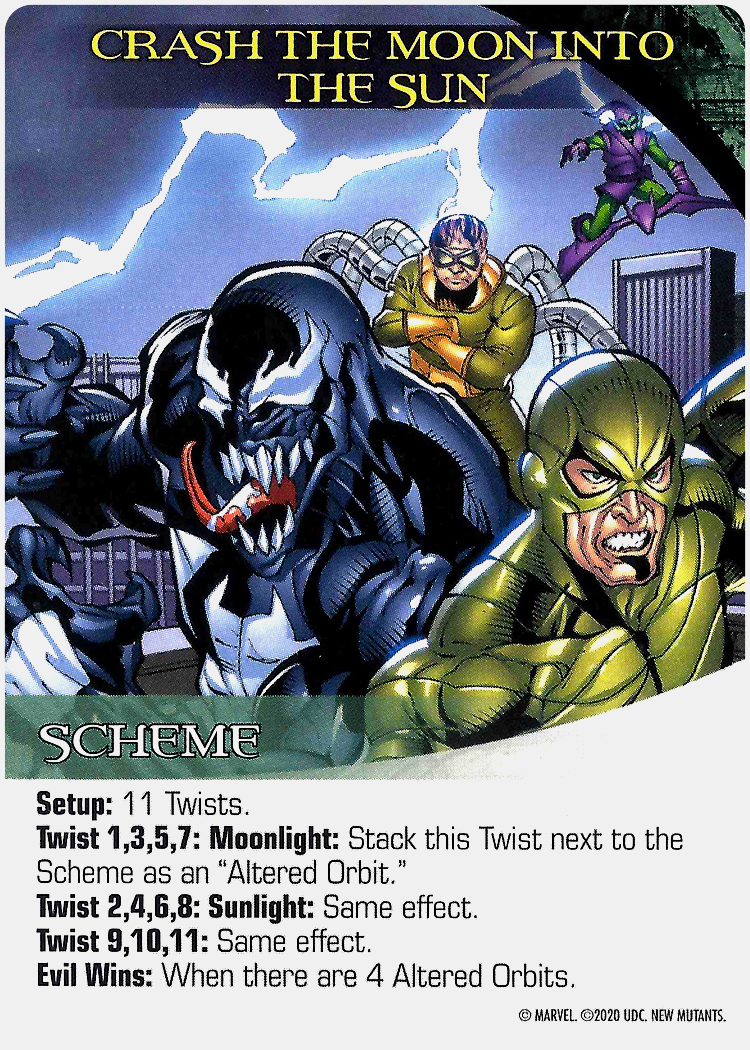 CRASH THE MOON INTO
THE SUN
SCHEME
Setup: 11 Twists.
Twist 1,3,5,7: Moonlight: Stack this Twist next to the
Scheme as an “Altered Orbit.”
Twist 2,4,6,8: Sunlight: Same effect.
Twist 9,10,11: Same effect.
Evil Wins: When there are 4 Altered Orbits.
© MARVEL. ©2020 UDC. NEW MUTANTS.